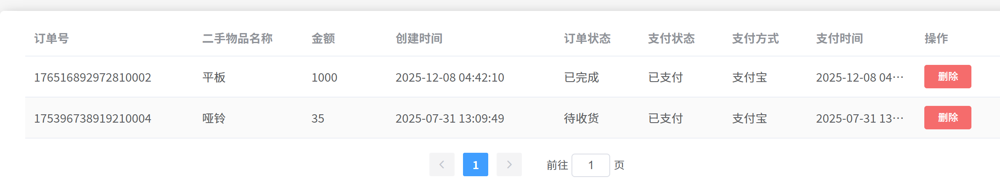 订单号 二手物品名称 金额 创建时间 订单状态 支付状态 支付方式 支付时间 操作
176516892972810002 平板 1000 2025-12-08 04:42:10 已完成 已支付 支付宝 2025-12-08 04··· 删除
175396738919210004 哑铃 35 2025-07-31 13:09:49 待收货 已支付 支付宝 2025-07-31 13··· 删除
1 前往 1 页